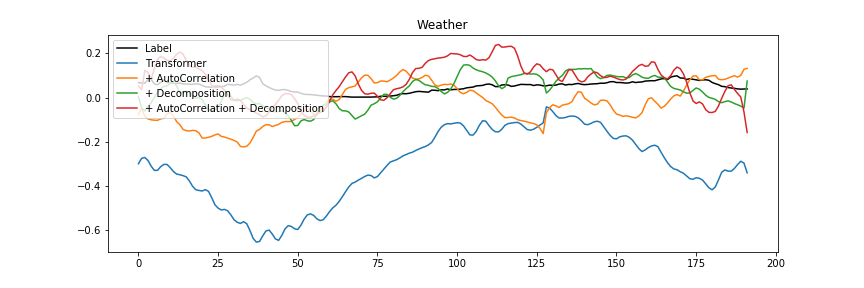 Weather
Label
Transformer
+ AutoCorrelation
+ Decomposition
+ AutoCorrelation + Decomposition
0.2
0.0
−0.2
−0.4
−0.6
0 25 50 75 100 125 150 175 200